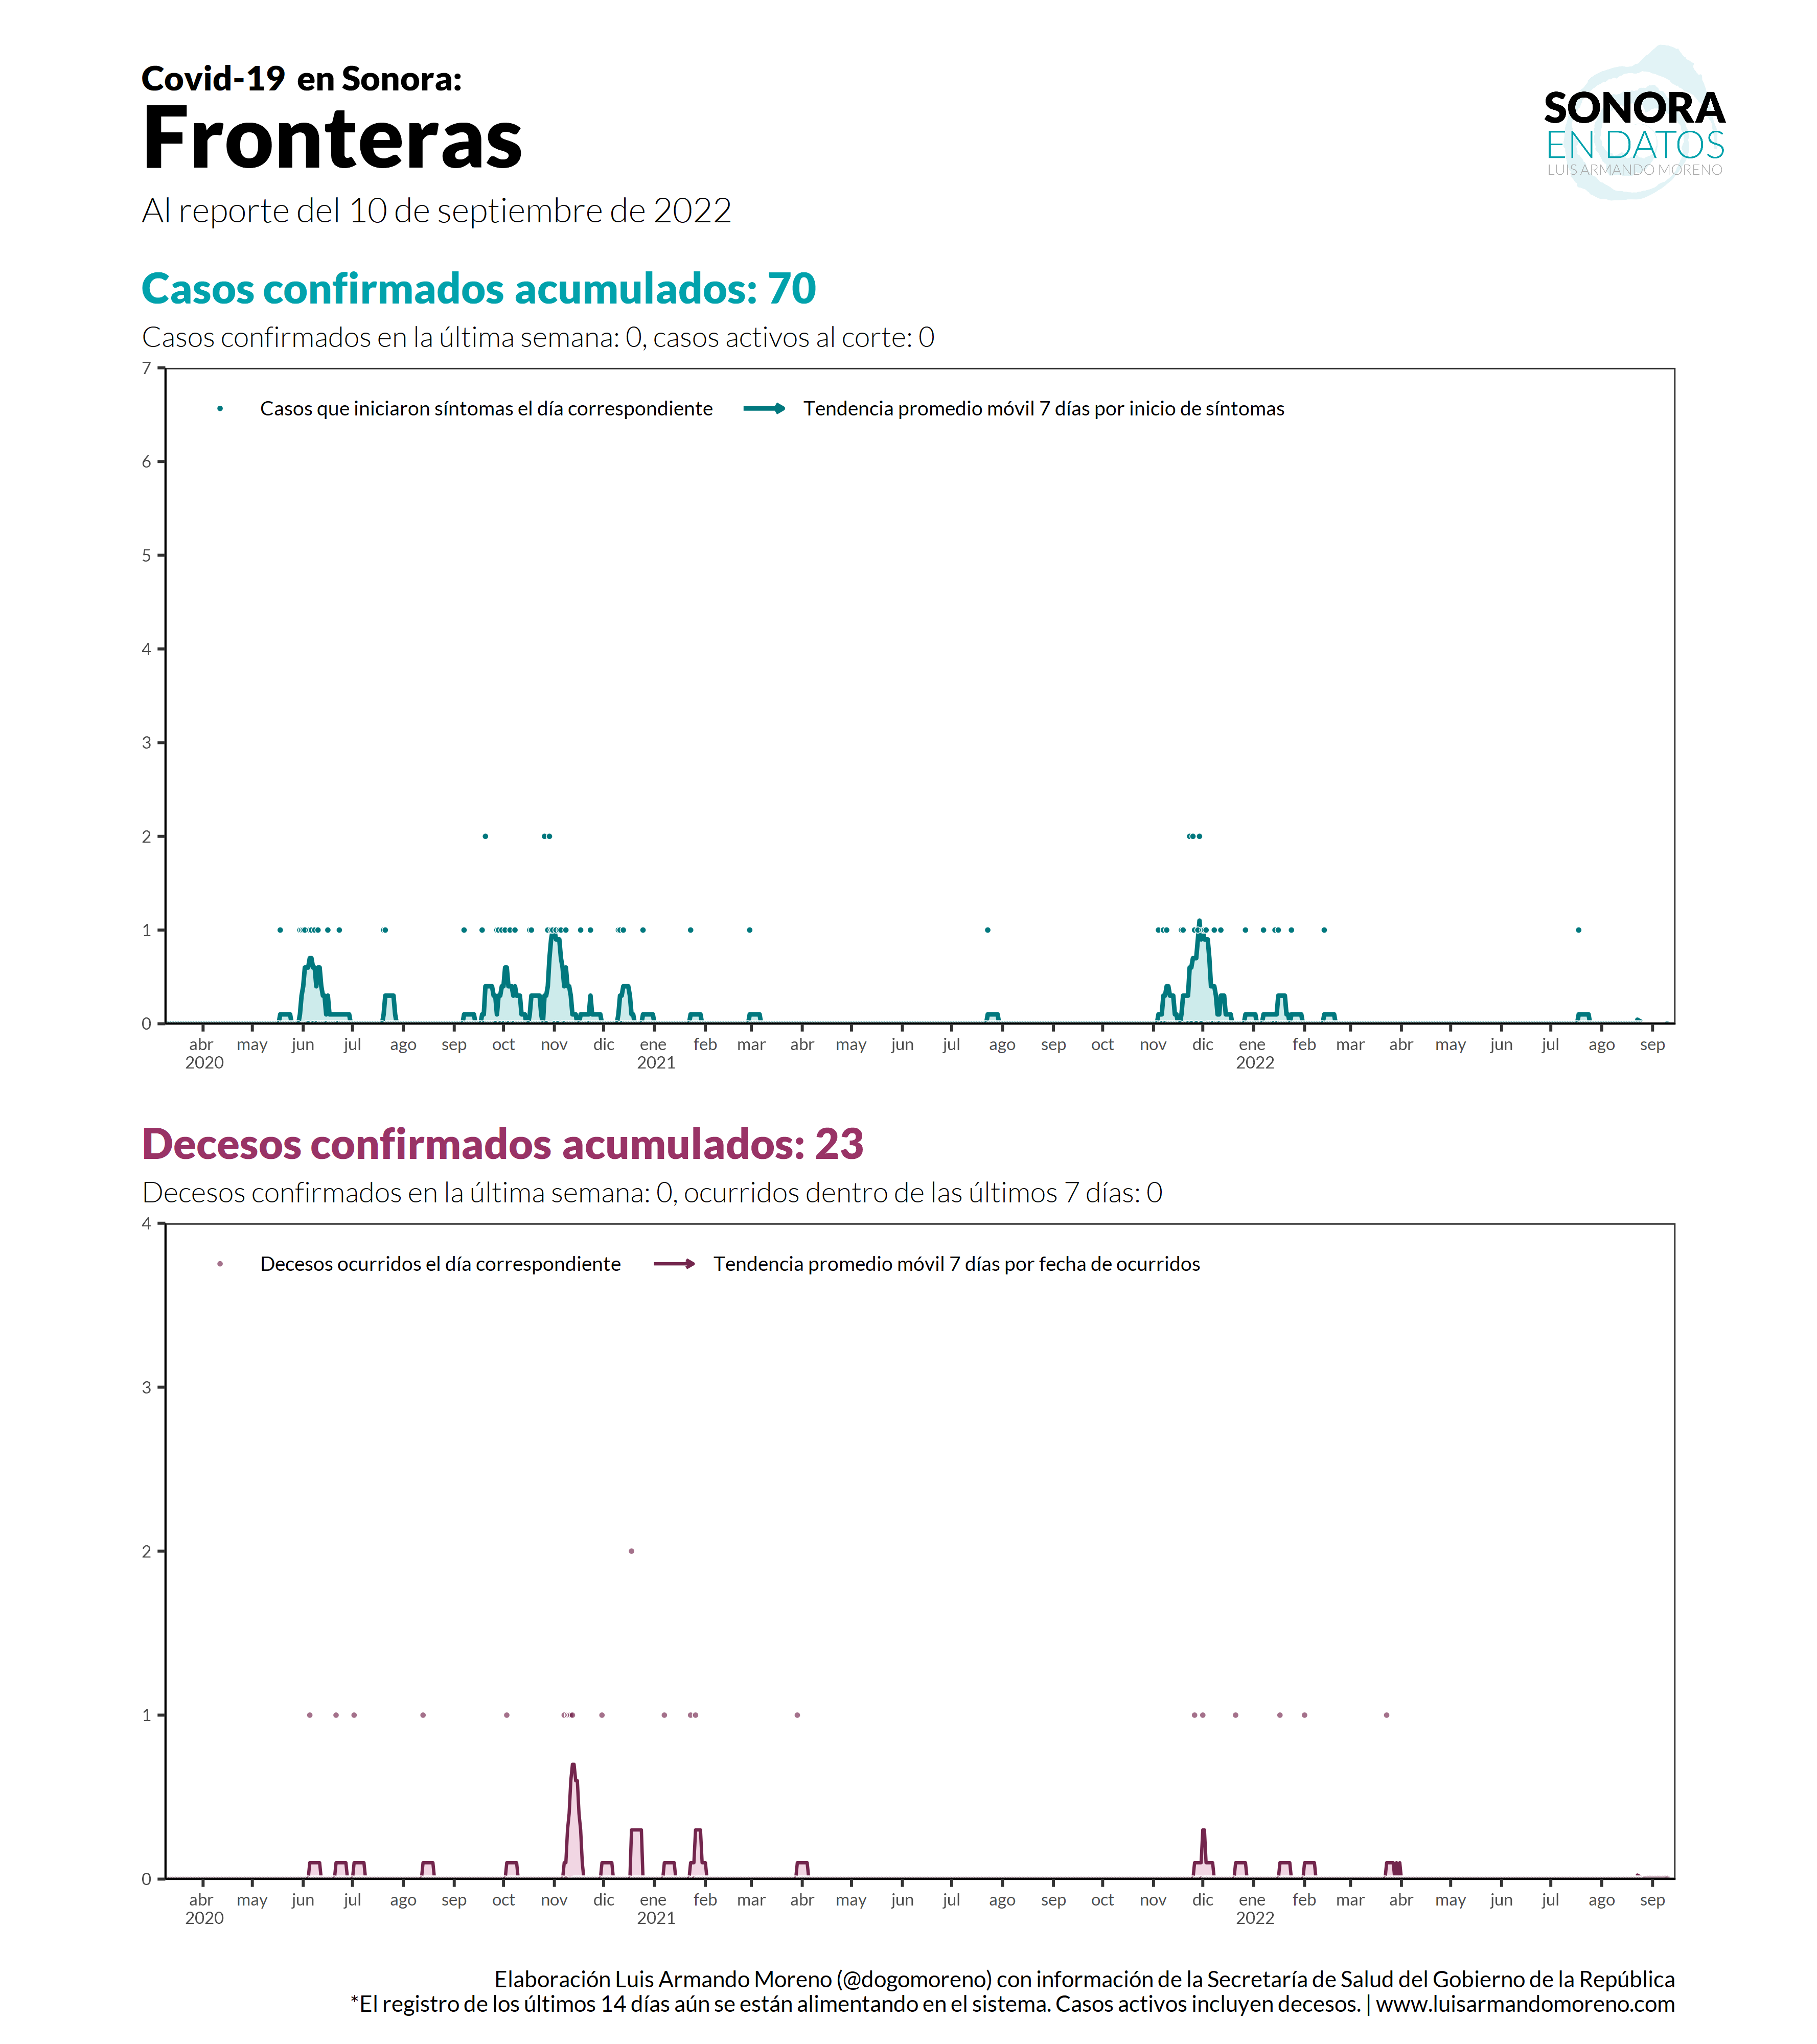 Covid-19 en Sonora:
Fronteras
Al reporte del 10 de septiembre de 2022
SONORA
EN DATOS
LUIS ARMANDO MORENO
Casos confirmados acumulados: 70
Casos confirmados en la última semana: 0, casos activos al corte: 0
Casos que iniciaron síntomas el día correspondiente
Tendencia promedio móvil 7 días por inicio de síntomas
7
6
5
4
3
2
1
0
abr may jun jul ago sep oct nov dic ene feb mar abr may jun jul ago sep oct nov dic ene feb mar abr may jun jul ago sep
2020 2021 2022
Decesos confirmados acumulados: 23
Decesos confirmados en la última semana: 0, ocurridos dentro de las últimos 7 días: 0
Decesos ocurridos el día correspondiente
Tendencia promedio móvil 7 días por fecha de ocurridos
4
3
2
1
0
abr may jun jul ago sep oct nov dic ene feb mar abr may jun jul ago sep oct nov dic ene feb mar abr may jun jul ago sep
2020 2021 2022
Elaboración Luis Armando Moreno (@dogomoreno) con información de la Secretaría de Salud del Gobierno de la República
*El registro de los últimos 14 días aún se están alimentando en el sistema. Casos activos incluyen decesos. | www.luisarmandomoreno.com